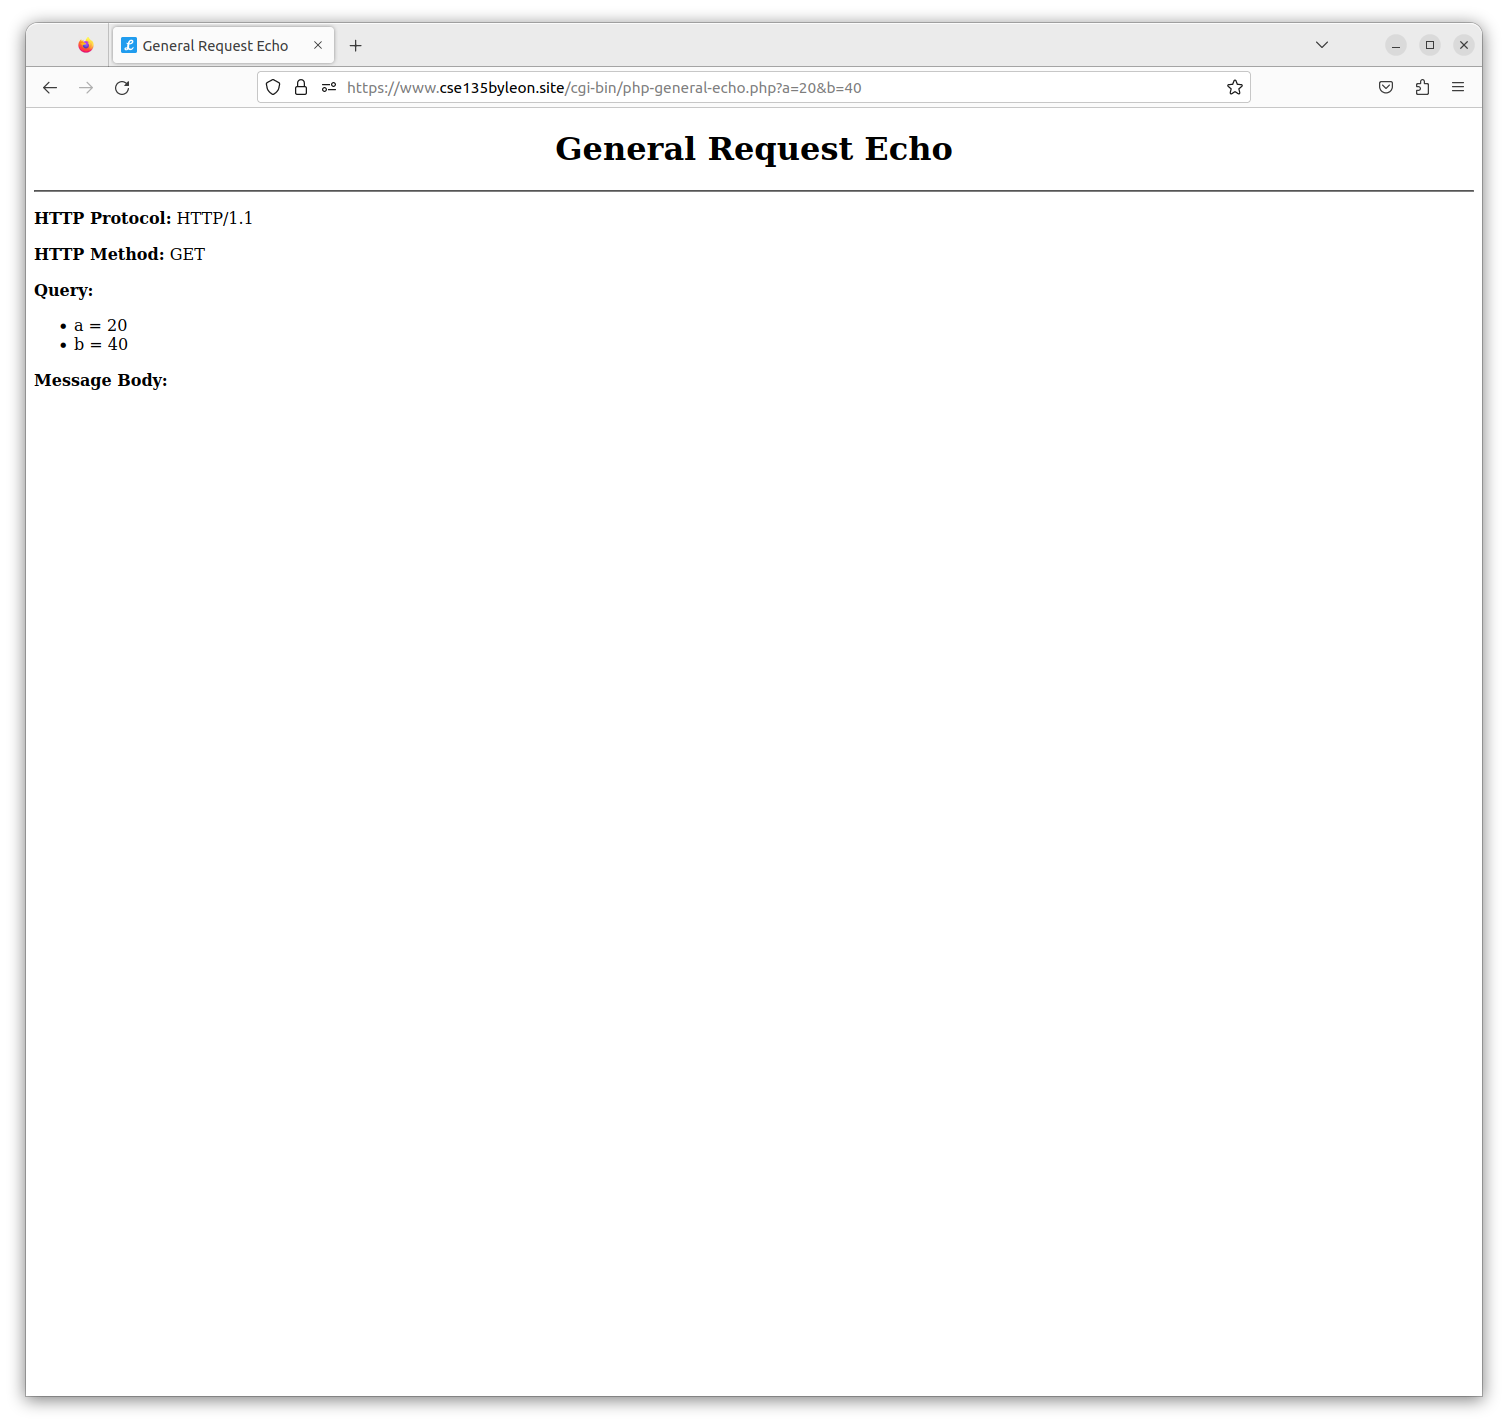 General Request Echo
https://www.cse135byleon.site/cgi-bin/php-general-echo.php?a=20&b=40
General Request Echo
HTTP Protocol: HTTP/1.1
HTTP Method: GET
Query:
• a = 20
• b = 40
Message Body: